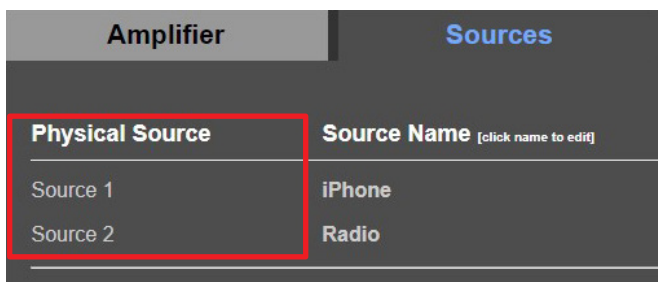 Amplifier Sources
Physical Source Source Name [click name to edit]
Source 1 iPhone
Source 2 Radio